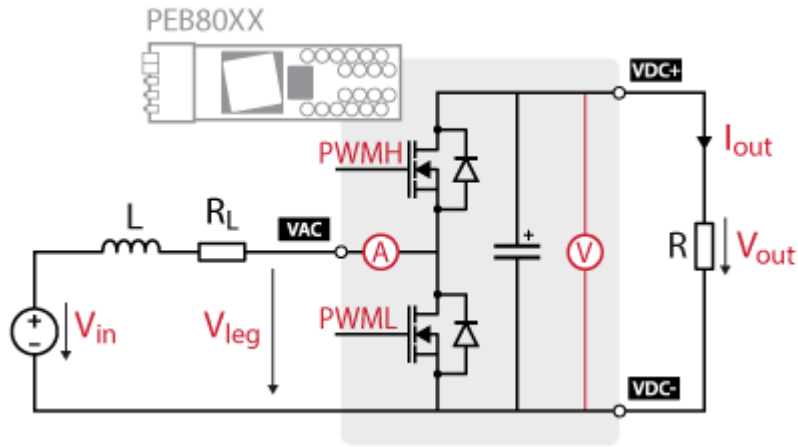 PEB80XX
VDC+
PWMH
Iout
L
RL
VAC
A
+
V
R
Vout
+
−
Vin
Vleg
PWML
VDC-